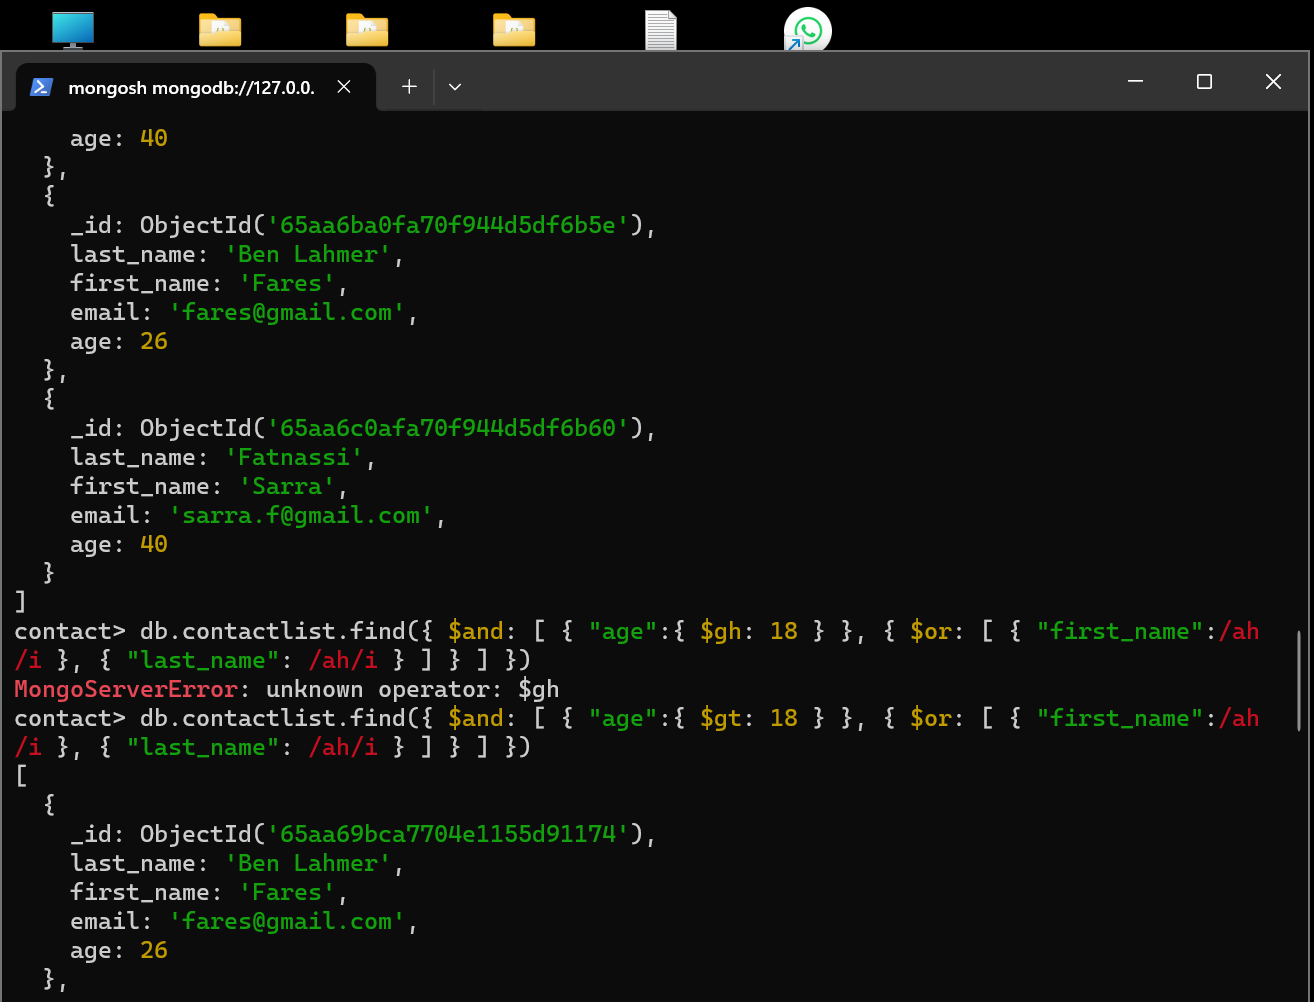 mongosh mongodb://127.0.0.
age: 40
},
{
_id: ObjectId('65aa6ba0fa70f944d5df6b5e'),
last_name: 'Ben Lahmer',
first_name: 'Fares',
email: 'fares@gmail.com',
age: 26
},
{
_id: ObjectId('65aa6c0afa70f944d5df6b60'),
last_name: 'Fatnassi',
first_name: 'Sarra',
email: 'sarra.f@gmail.com',
age: 40
}
]
contact> db.contactlist.find({ $and: [ { "age":{ $gh: 18 } }, { $or: [ { "first_name":/ah
/i }, { "last_name": /ah/i } ] } ] })
MongoServerError: unknown operator: $gh
contact> db.contactlist.find({ $and: [ { "age":{ $gt: 18 } }, { $or: [ { "first_name":/ah
/i }, { "last_name": /ah/i } ] } ] })
[
{
_id: ObjectId('65aa69bca7704e1155d91174'),
last_name: 'Ben Lahmer',
first_name: 'Fares',
email: 'fares@gmail.com',
age: 26
},